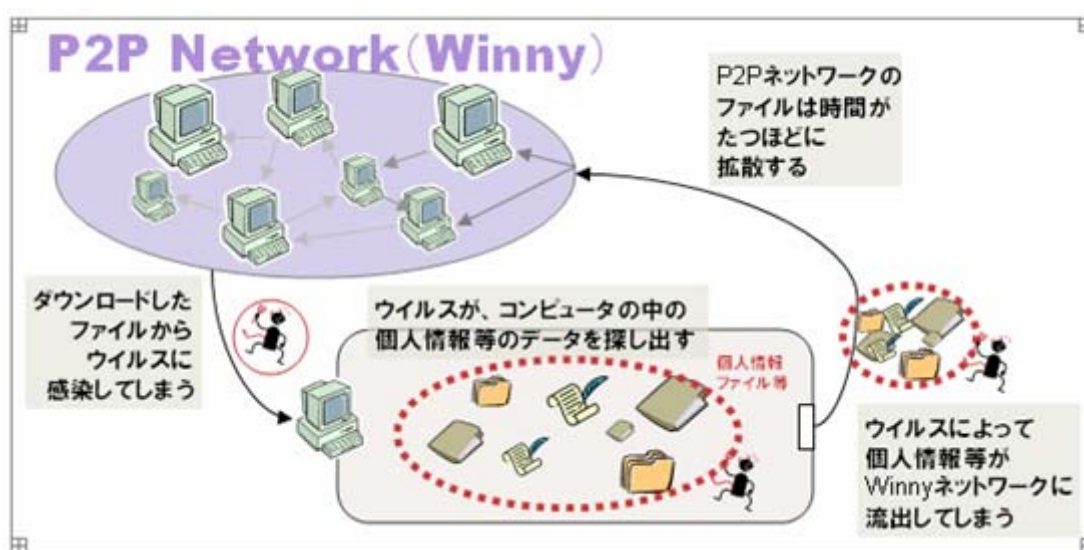 P2P Network(Winny)
P2Pネットワークの
ファイルは時間が
たつほどに
拡散する
ダウンロードした
ファイルから
ウイルスに
感染してしまう
ウイルスが、コンピュータの中の
個人情報等のデータを探し出す
個人情報
ファイル等
ウイルスによって
個人情報等が
Winnyネットワークに
流出してしまう